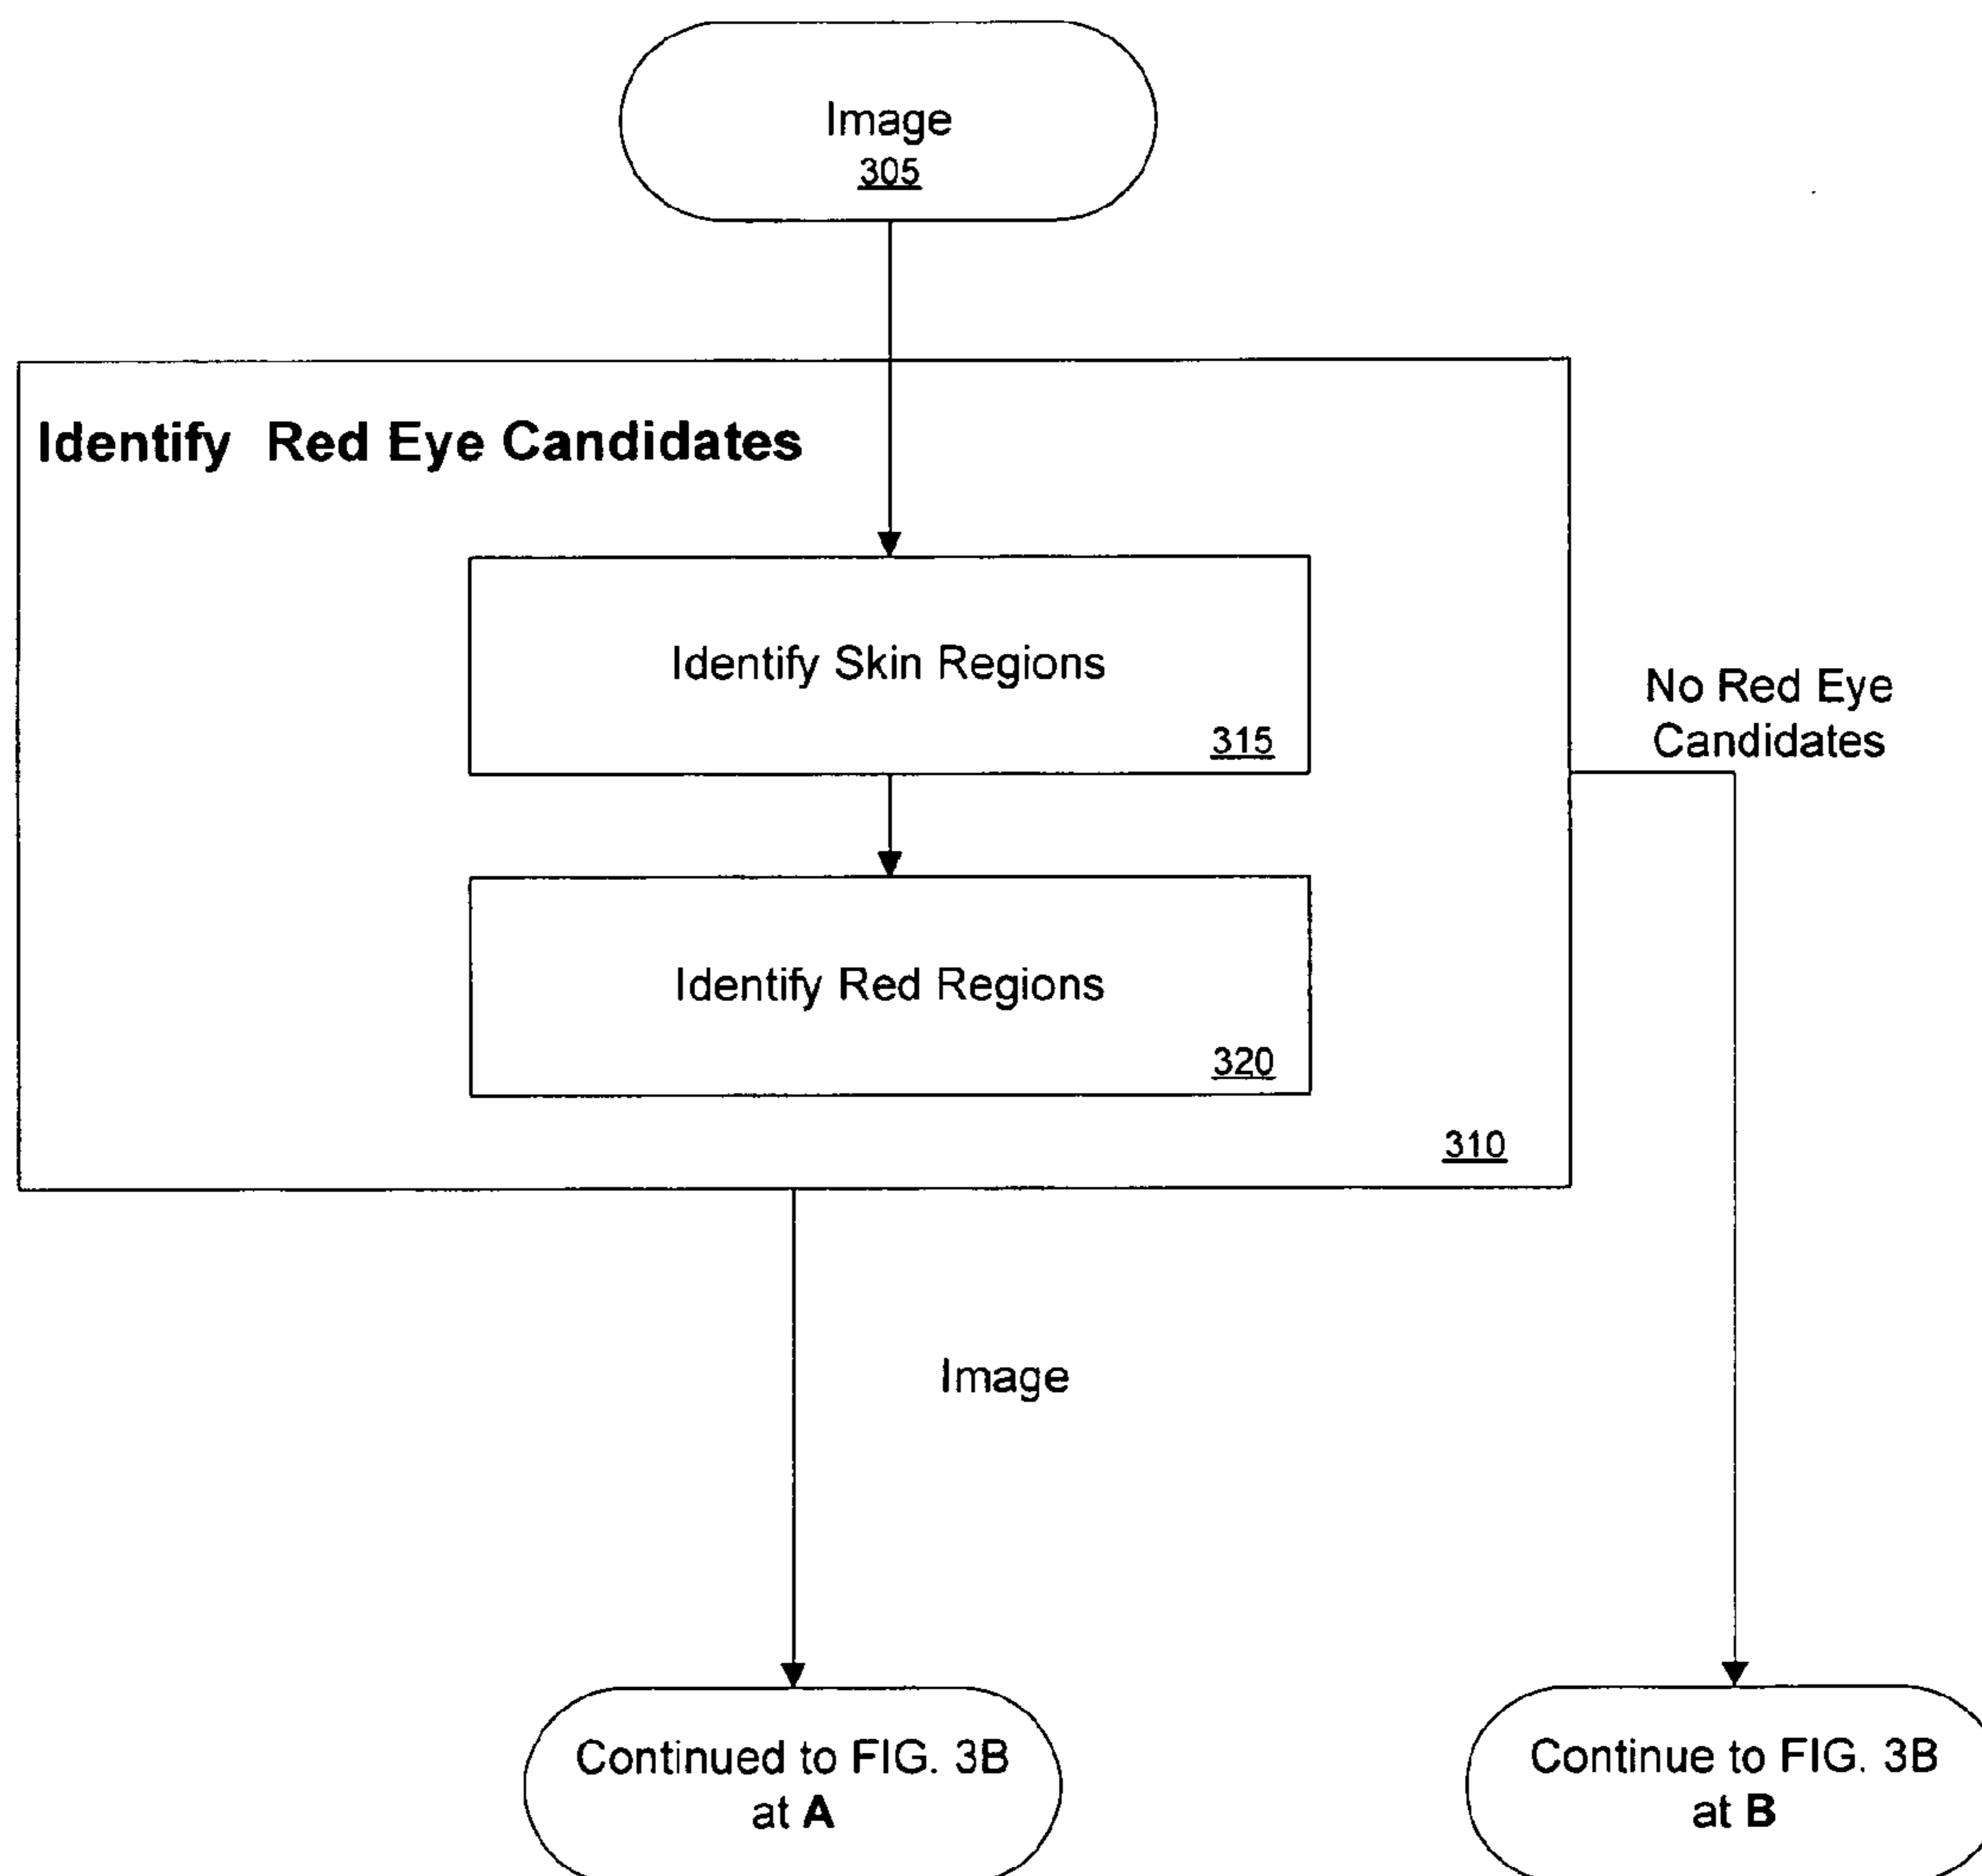 Image
305
Identify Red Eye Candidates
Identify Skin Regions
315
No Red Eye
Candidates
Identify Red Regions
320
310
Image
Continued to FIG. 3B
at A
Continue to FIG. 3B
at B